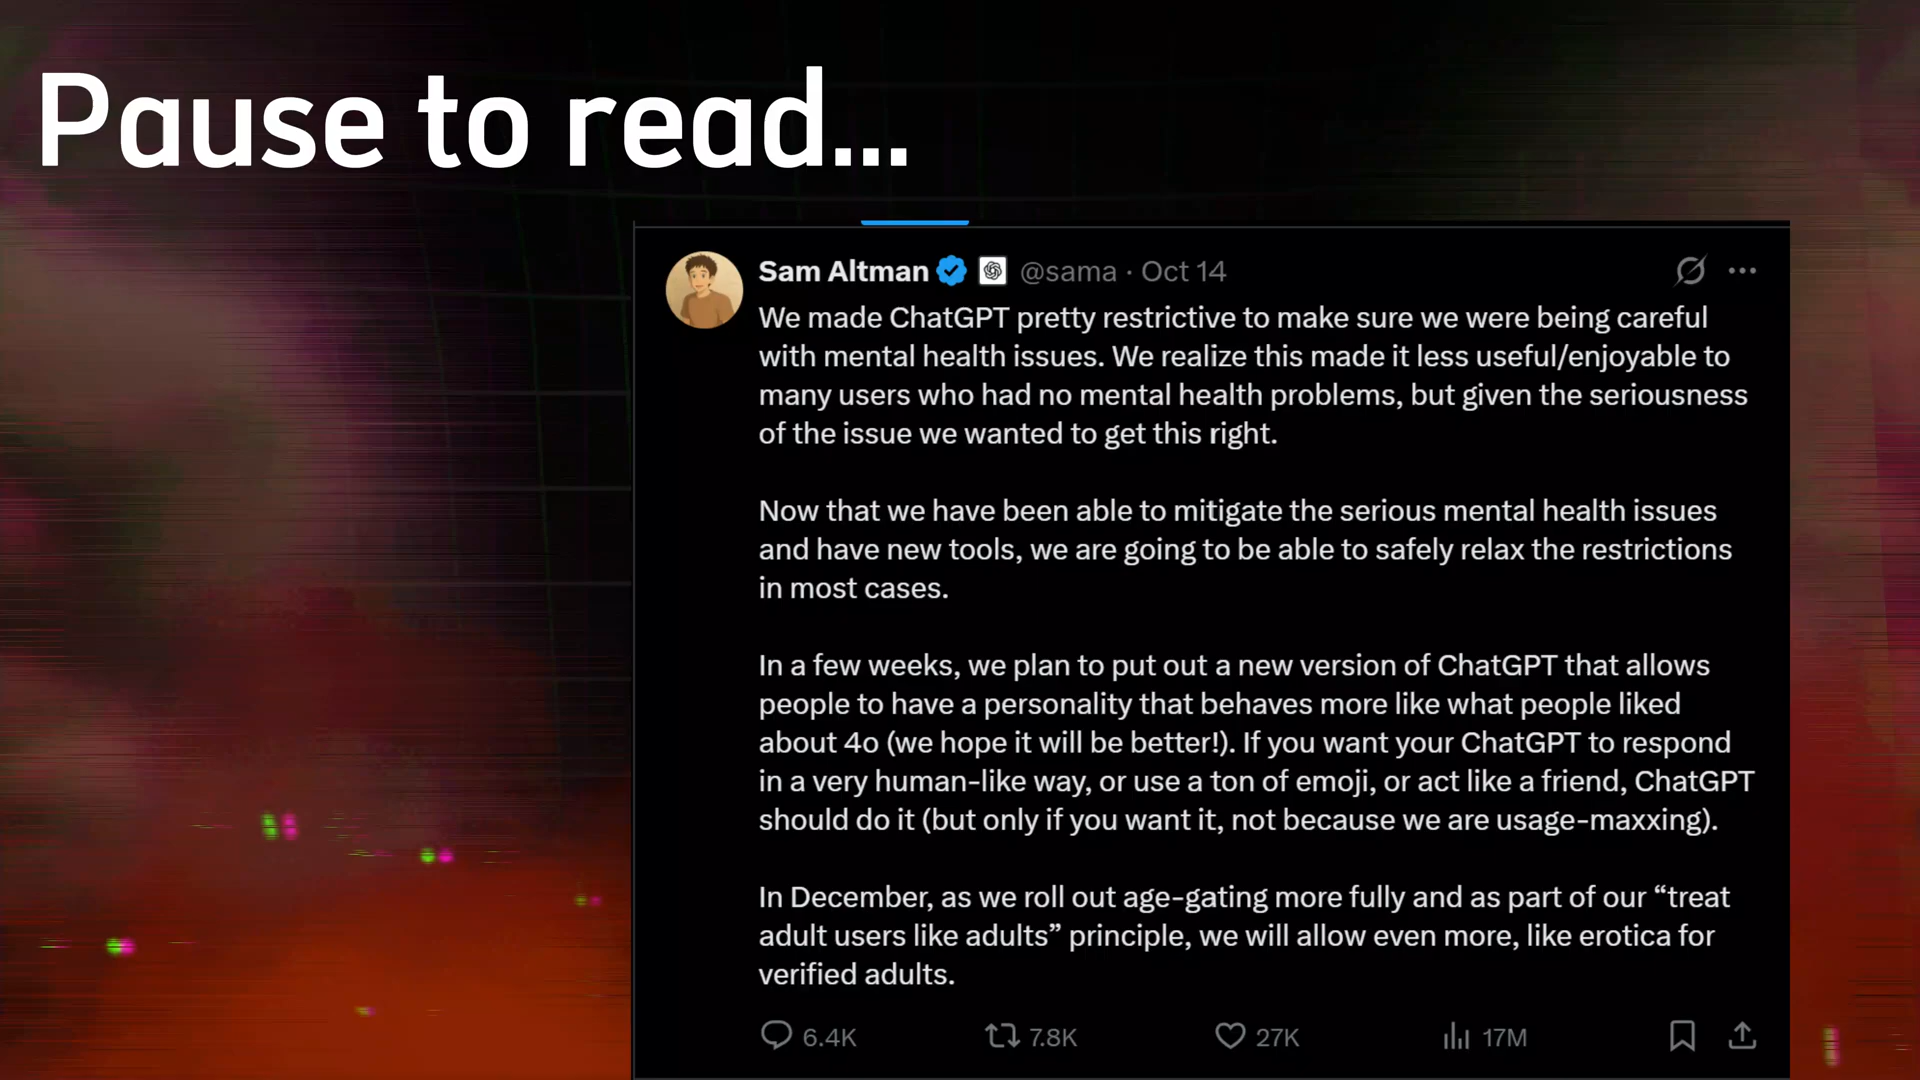 Pause to read...
Sam Altman @sama · Oct 14
We made ChatGPT pretty restrictive to make sure we were being careful
with mental health issues. We realize this made it less useful/enjoyable to
many users who had no mental health problems, but given the seriousness
of the issue we wanted to get this right.
Now that we have been able to mitigate the serious mental health issues
and have new tools, we are going to be able to safely relax the restrictions
in most cases.
In a few weeks, we plan to put out a new version of ChatGPT that allows
people to have a personality that behaves more like what people liked
about 4o (we hope it will be better!). If you want your ChatGPT to respond
in a very human-like way, or use a ton of emoji, or act like a friend, ChatGPT
should do it (but only if you want it, not because we are usage-maxxing).
In December, as we roll out age-gating more fully and as part of our “treat
adult users like adults” principle, we will allow even more, like erotica for
verified adults.
6.4K 7.8K 27K 17M